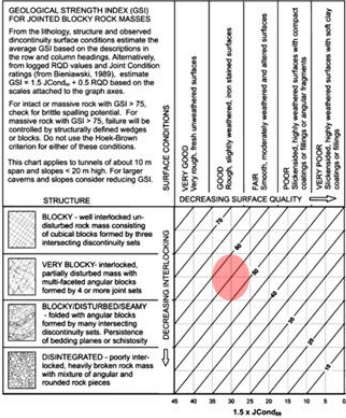 GEOLOGICAL STRENGTH INDEX (GSI)
FOR JOINTED BLOCKY ROCK MASSES
From the lithology, structure and observed
discontinuity surface conditions estimate the
average GSI based on the descriptions in
the row and column headings. Alternatively,
from logged RQD values and Joint Condition
ratings (from Bieniawski, 1989), estimate
GSI = 1.5 JCond₈₉ + 0.5 RQD based on the
scales attached to the graph axes.
For intact or massive rock with GSI > 75,
check for brittle spalling potential. For
massive rock with GSI > 75, failure will be
controlled by structurally defined wedges
or blocks. Do not use the Hoek-Brown
criterion for either of these conditions.
This chart applies to tunnels of about 10 m
span and slopes < 20 m high. For larger
caverns and slopes consider reducing GSI.
SURFACE CONDITIONS
VERY GOOD
Very rough, fresh unweathered surfaces
GOOD
Rough, slightly weathered, iron stained surfaces
FAIR
Smooth, moderately weathered and altered surfaces
POOR
Slickensided, highly weathered surfaces with compact
coatings or fillings or angular fragments
VERY POOR
Slickensided, highly weathered surfaces with soft clay
coatings or fillings
STRUCTURE
DECREASING SURFACE QUALITY
BLOCKY - well interlocked un-
disturbed rock mass consisting
of cubical blocks formed by three
intersecting discontinuity sets
VERY BLOCKY- interlocked,
partially disturbed mass with
multi-faceted angular blocks
formed by 4 or more joint sets
BLOCKY/DISTURBED/SEAMY
- folded with angular blocks
formed by many intersecting
discontinuity sets. Persistence
of bedding planes or schistosity
DISINTEGRATED - poorly inter-
locked, heavily broken rock mass
with mixture of angular and
rounded rock pieces
DECREASING INTERLOCKING
70
60
50
40
30
20
10
45 40 35 30 25 20 15 10 5 0
1.5 x JCond₈₉